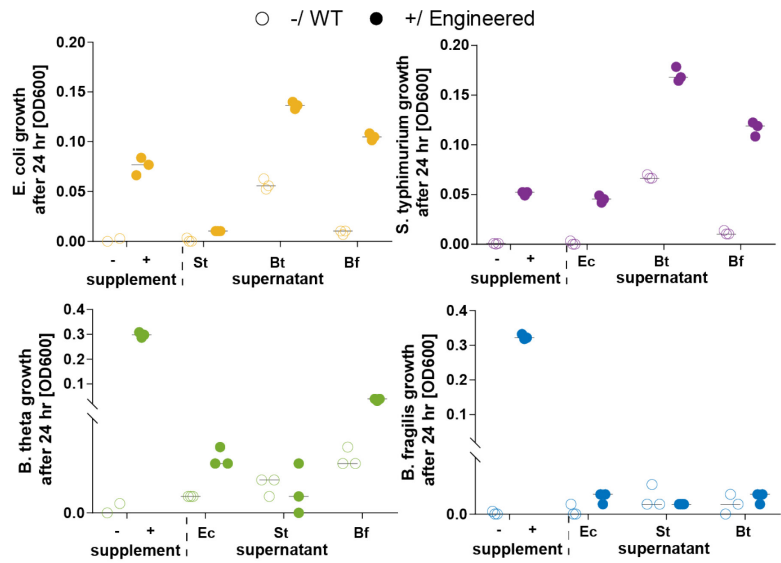 -/ WT
+/ Engineered
E. coli growth
after 24 hr [OD600]
0.20
0.15
0.10
0.05
0.00
- + St Bt Bf
supplement supernatant
S. typhimurium growth
after 24 hr [OD600]
0.20
0.15
0.10
0.05
0.00
- + Ec Bt Bf
supplement supernatant
B. theta growth
after 24 hr [OD600]
0.4
0.3
0.2
0.1
0.0
- + Ec St Bf
supplement supernatant
B. fragilis growth
after 24 hr [OD600]
0.4
0.3
0.2
0.1
0.0
- + Ec St Bt
supplement supernatant